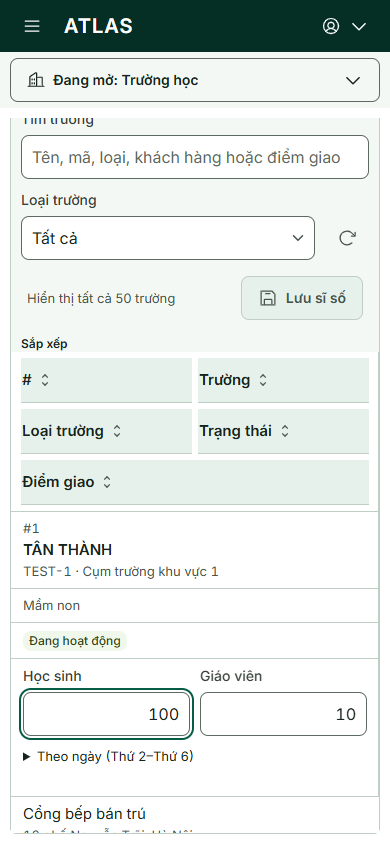 ATLAS
Đang mở: Trường học
Tìm trường
Tên, mã, loại, khách hàng hoặc điểm giao
Loại trường
Tất cả
Hiển thị tất cả 50 trường
Lưu sĩ số
Sắp xếp
#
Trường
Loại trường
Trạng thái
Điểm giao
#1
TÂN THÀNH
TEST-1 · Cụm trường khu vực 1
Mầm non
Đang hoạt động
Học sinh
Giáo viên
100
10
Theo ngày (Thứ 2–Thứ 6)
Cổng bếp bán trú